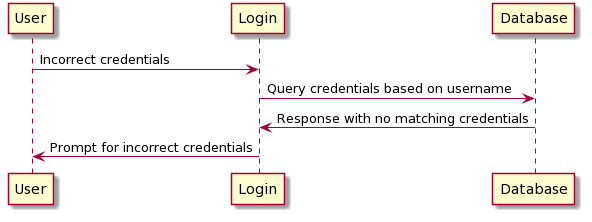 User Login Database
Incorrect credentials
Query credentials based on username
Response with no matching credentials
Prompt for incorrect credentials
User Login Database